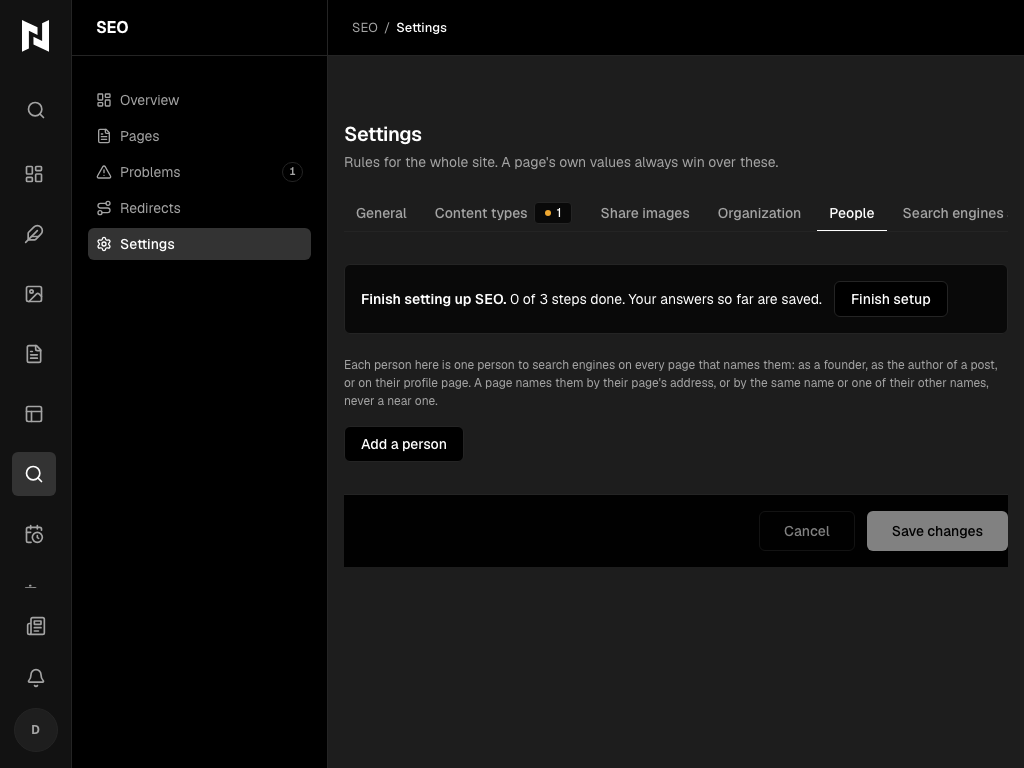 SEO
SEO / Settings
Overview
Pages
Problems 1
Redirects
Settings
Settings
Rules for the whole site. A page's own values always win over these.
General Content types 1 Share images Organization People Search engines
Finish setting up SEO. 0 of 3 steps done. Your answers so far are saved. Finish setup
Each person here is one person to search engines on every page that names them: as a founder, as the author of a post,
or on their profile page. A page names them by their page's address, or by the same name or one of their other names,
never a near one.
Add a person
Cancel Save changes
D